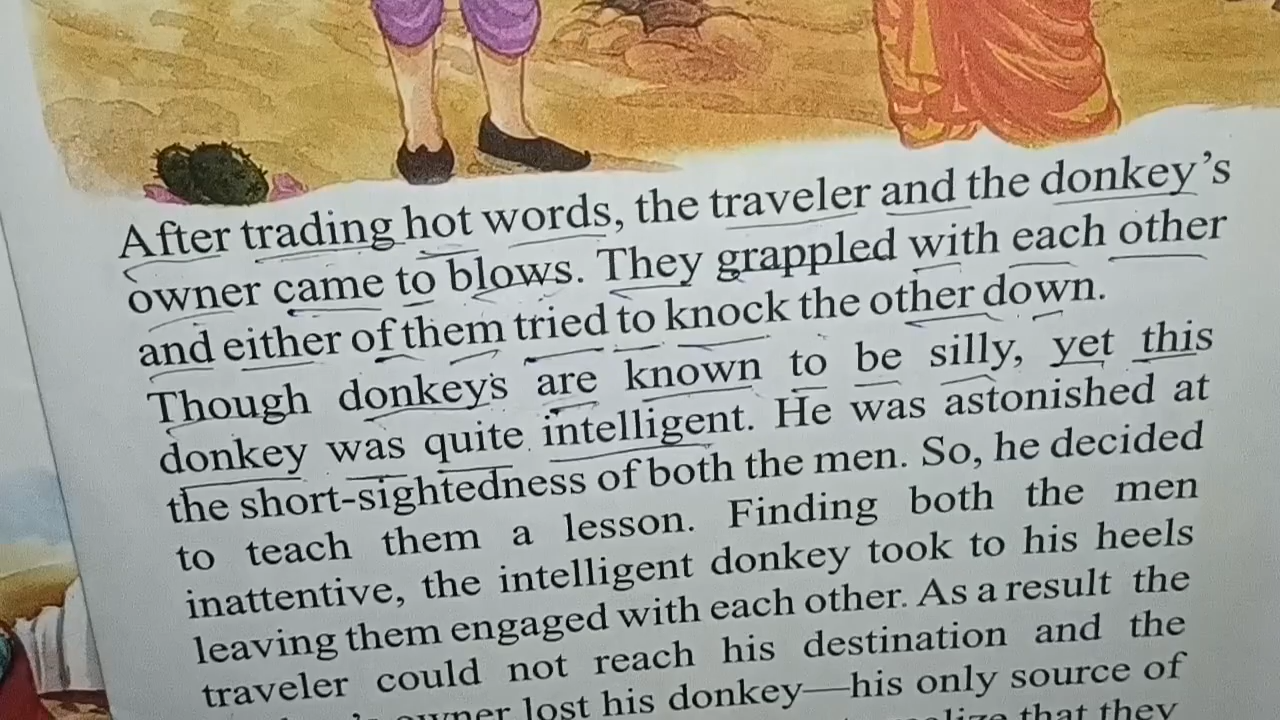 After trading hot words, the traveler and the donkey's
owner came to blows. They grappled with each other
and either of them tried to knock the other down.
Though donkeys are known to be silly, yet this
donkey was quite intelligent. He was astonished at
the short-sightedness of both the men. So, he decided
to teach them a lesson. Finding both the men
inattentive, the intelligent donkey took to his heels
leaving them engaged with each other. As a result the
traveler could not reach his destination and the
owner lost his donkey—his only source of
that they